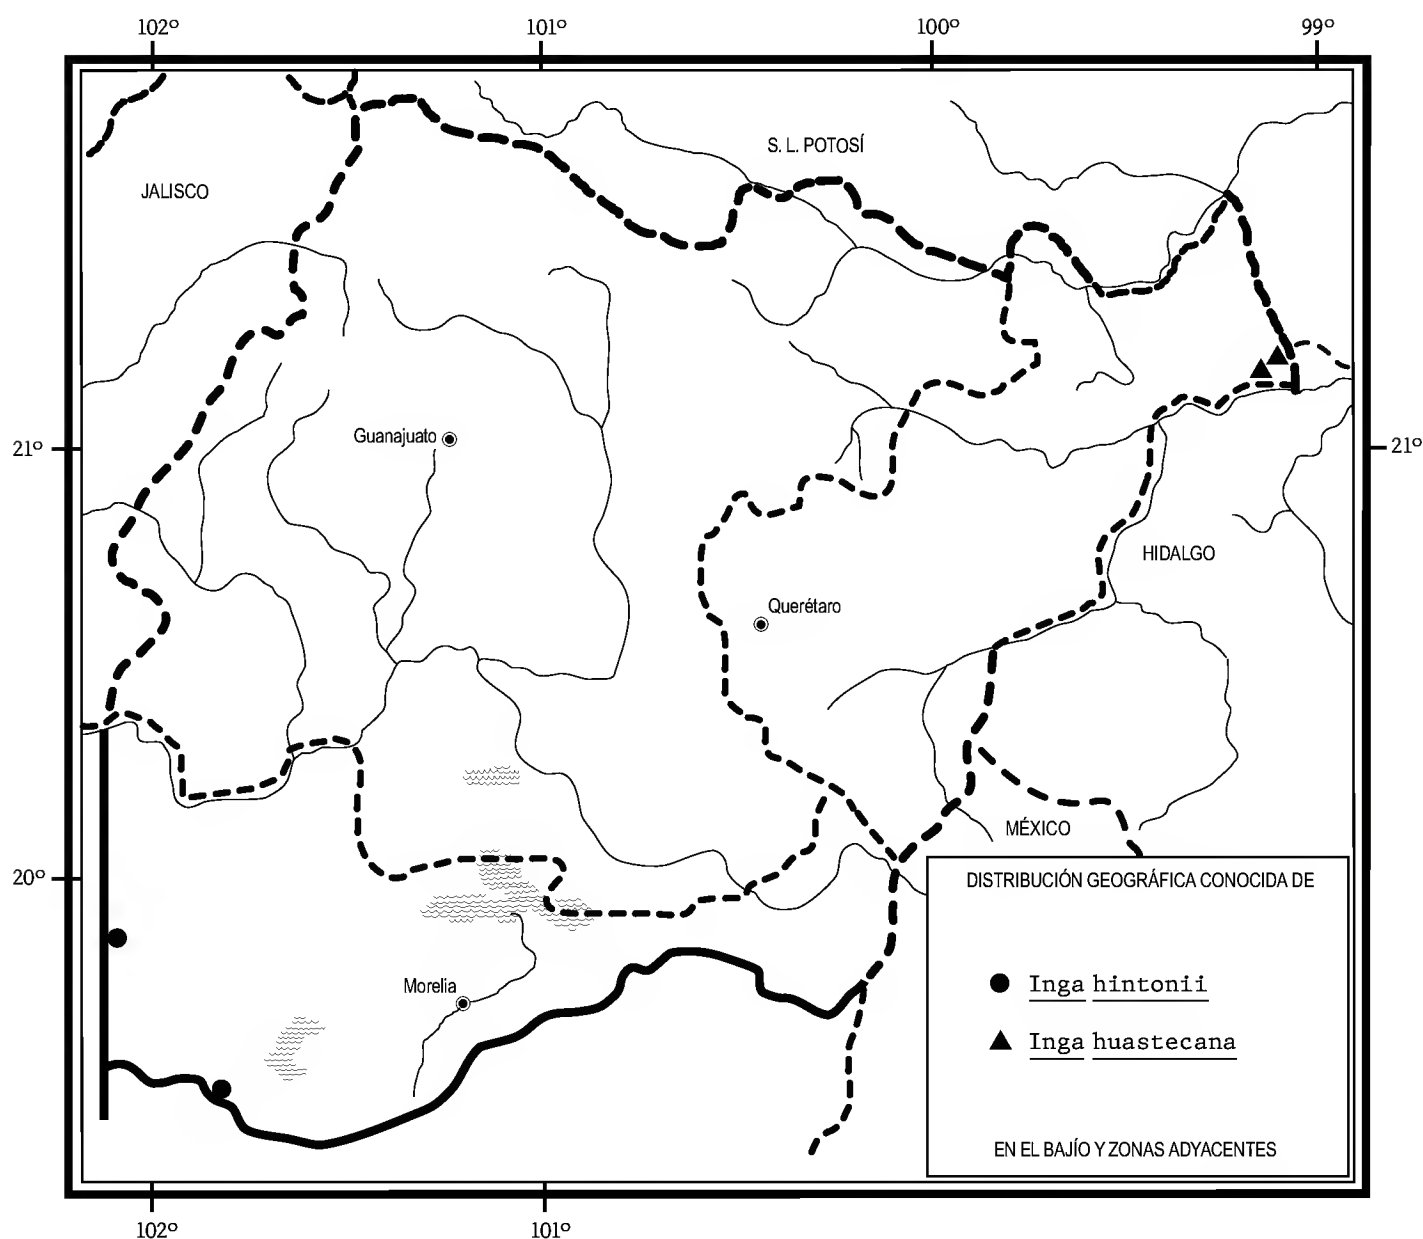 102º 101º 100º 99º
S. L. POTOSÍ
JALISCO
Guanajuato
21º 21º
HIDALGO
Querétaro
MÉXICO
20º
DISTRIBUCIÓN GEOGRÁFICA CONOCIDA DE
Inga hintonii
Morelia
Inga huastecana
EN EL BAJÍO Y ZONAS ADYACENTES
102º 101º